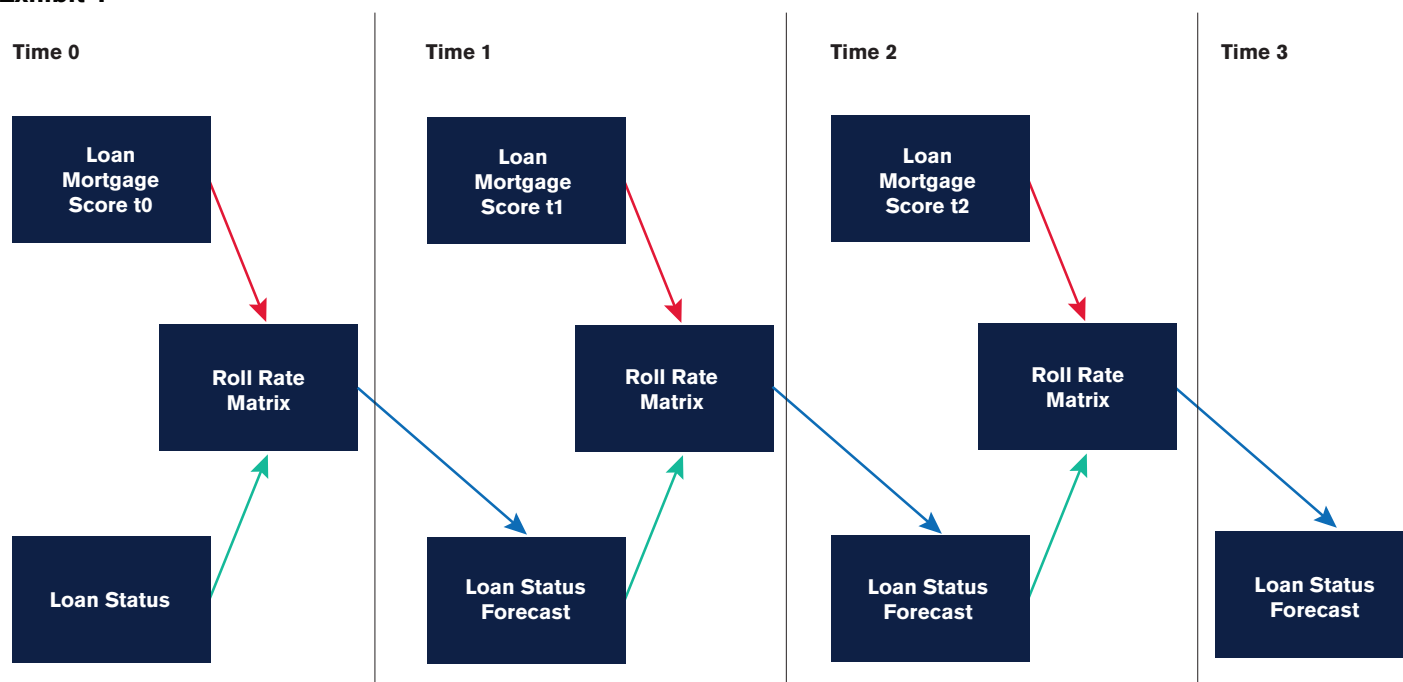 Time 0
Time 1
Time 2
Time 3
Loan
Mortgage
Score t0
Loan
Mortgage
Score t1
Loan
Mortgage
Score t2
Roll Rate
Matrix
Roll Rate
Matrix
Roll Rate
Matrix
Loan Status
Loan Status
Forecast
Loan Status
Forecast
Loan Status
Forecast